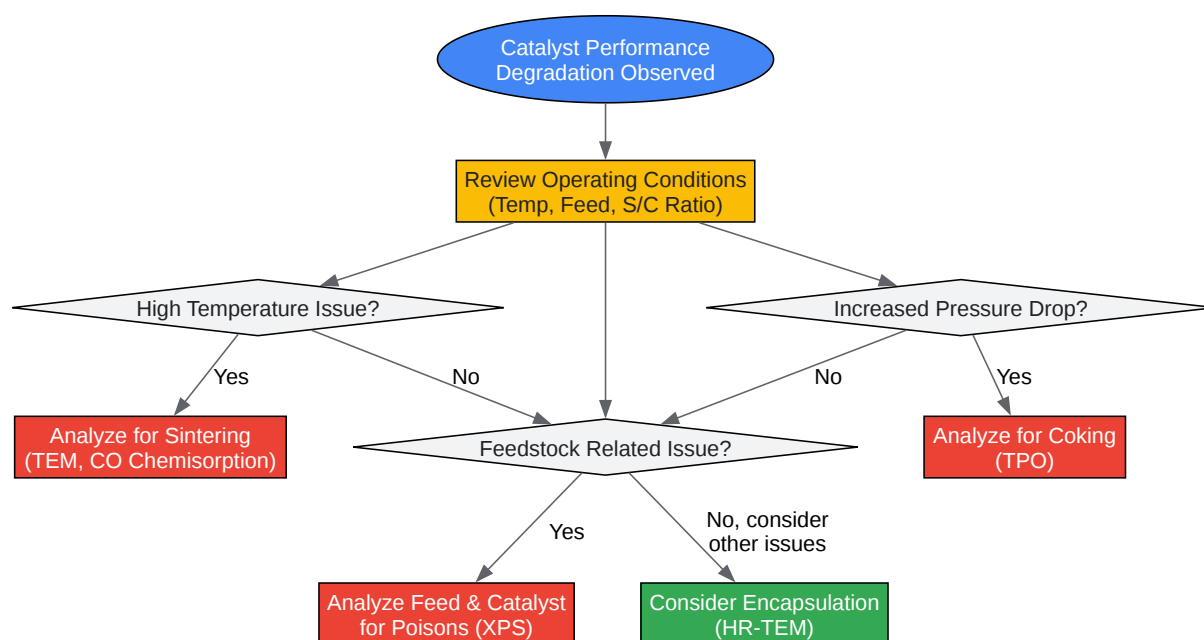 Catalyst Performance
Degradation Observed
Review Operating Conditions
(Temp, Feed, S/C Ratio)
High Temperature Issue?
Increased Pressure Drop?
Yes
No
No
Yes
Analyze for Sintering
(TEM, CO Chemisorption)
Feedstock Related Issue?
Analyze for Coking
(TPO)
Yes
No, consider
other issues
Analyze Feed & Catalyst
for Poisons (XPS)
Consider Encapsulation
(HR-TEM)